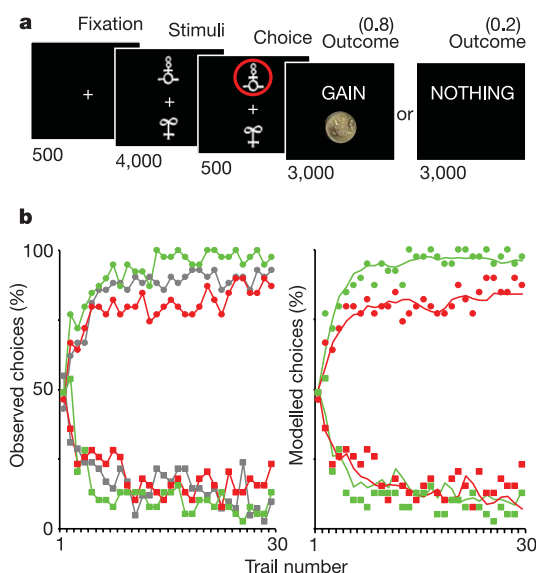 a
Fixation
Stimuli
Choice
(0.8)
Outcome
(0.2)
Outcome
GAIN
or
NOTHING
500
4,000
500
3,000
3,000
b
Observed choices (%)
100
50
0
1
30
Modelled choices (%)
1
30
Trail number